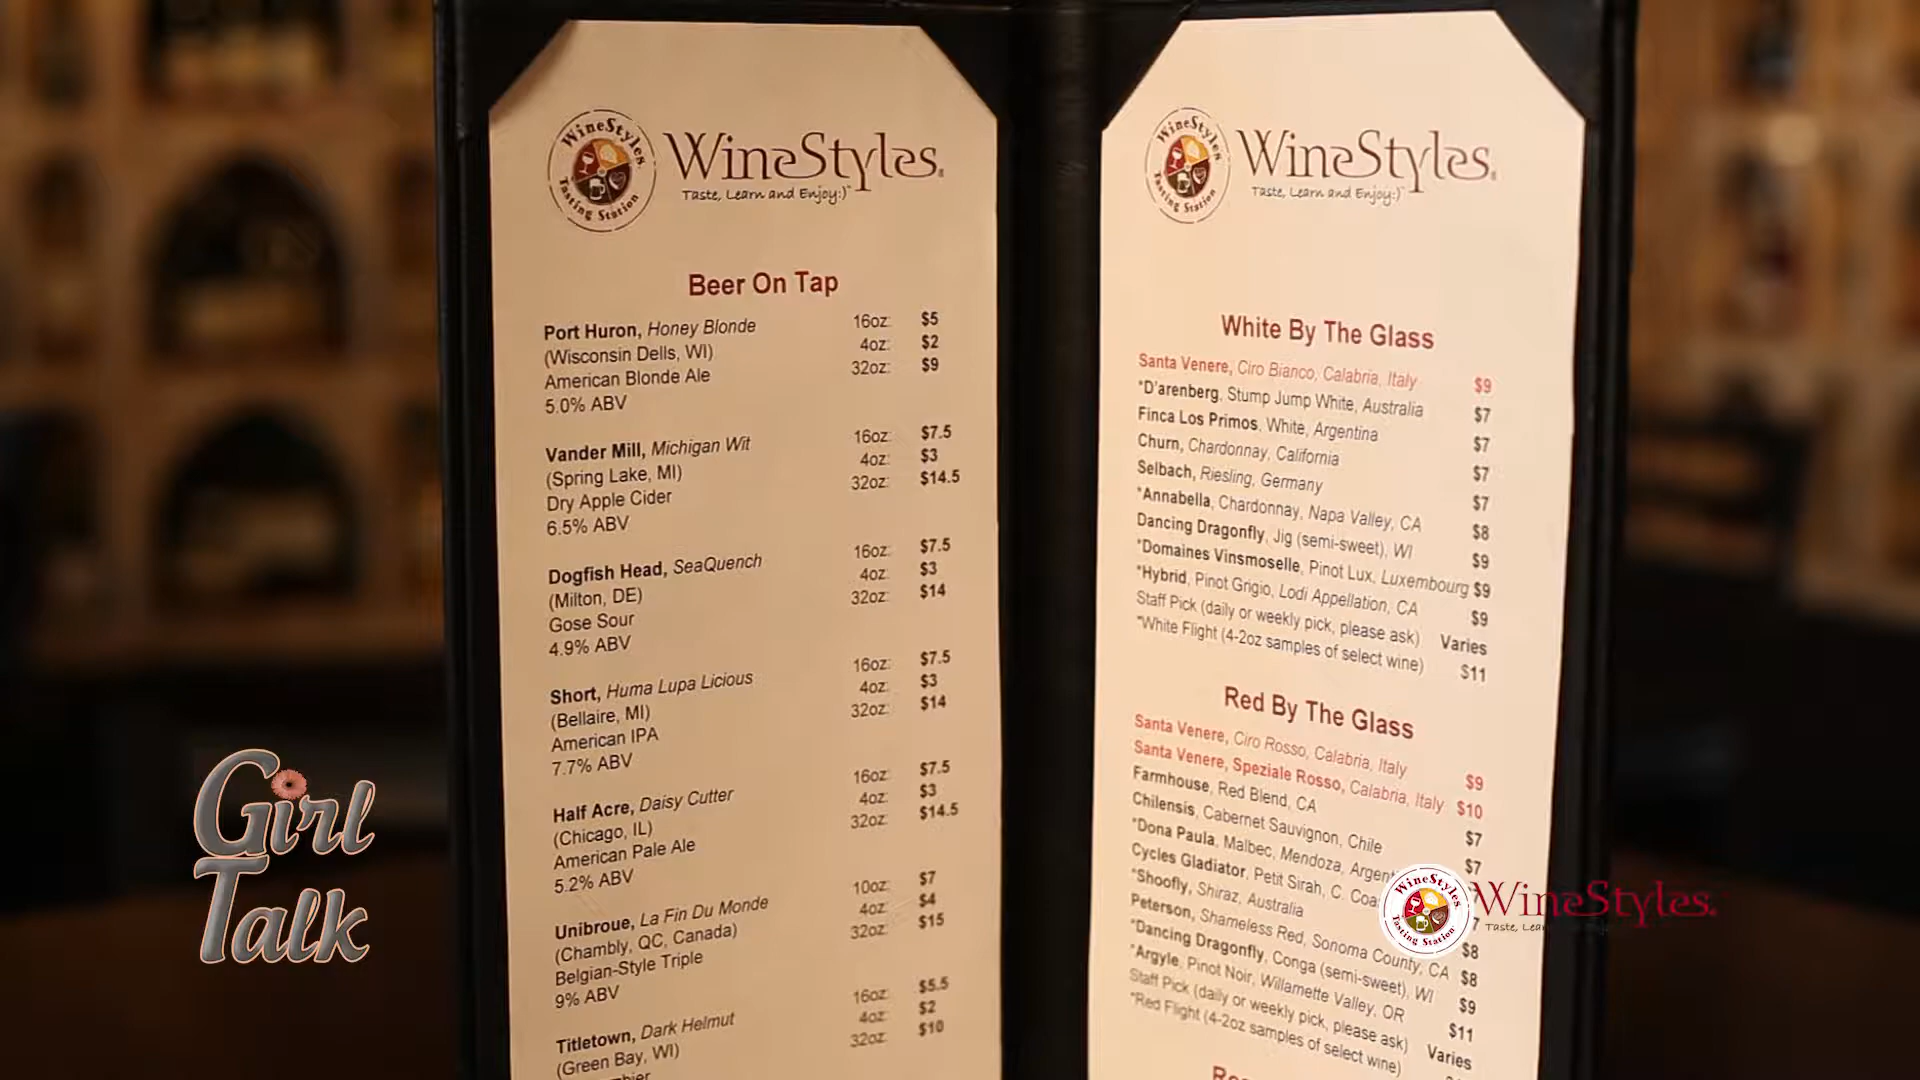 WineStyles
Tasting Station
WineStyles
Taste, Learn and Enjoy:)
Beer On Tap
Port Huron, Honey Blonde 16oz: $5
(Wisconsin Dells, WI) 4oz: $2
American Blonde Ale 32oz: $9
5.0% ABV
Vander Mill, Michigan Wit 16oz: $7.5
(Spring Lake, MI) 4oz: $3
Dry Apple Cider 32oz: $14.5
6.5% ABV
Dogfish Head, SeaQuench 16oz: $7.5
(Milton, DE) 4oz: $3
Gose Sour 32oz: $14
4.9% ABV
Short, Huma Lupa Licious 16oz: $7.5
(Bellaire, MI) 4oz: $3
American IPA 32oz: $14
7.7% ABV
Half Acre, Daisy Cutter 16oz: $7.5
(Chicago, IL) 4oz: $3
American Pale Ale 32oz: $14.5
5.2% ABV
Unibroue, La Fin Du Monde 10oz: $7
(Chambly, QC, Canada) 4oz: $4
Belgian-Style Triple 32oz: $15
9% ABV
Titletown, Dark Helmut 16oz: $5.5
(Green Bay, WI) 4oz: $2
32oz: $10
WineStyles
Tasting Station
WineStyles
Taste, Learn and Enjoy:)
White By The Glass
Santa Venere, Ciro Bianco, Calabria, Italy $9
*D'arenberg, Stump Jump White, Australia $7
Finca Los Primos, White, Argentina $7
Churn, Chardonnay, California $7
Selbach, Riesling, Germany $7
*Annabella, Chardonnay, Napa Valley, CA $8
Dancing Dragonfly, Jig (semi-sweet), WI $9
*Domaines Vinsmoselle, Pinot Lux, Luxembourg $9
*Hybrid, Pinot Grigio, Lodi Appellation, CA $9
Staff Pick (daily or weekly pick, please ask) Varies
*White Flight (4-2oz samples of select wine) $11
Red By The Glass
Santa Venere, Ciro Rosso, Calabria, Italy $9
Santa Venere, Speziale Rosso, Calabria, Italy $10
Farmhouse, Red Blend, CA $7
Chilensis, Cabernet Sauvignon, Chile $7
*Dona Paula, Malbec, Mendoza,
Cycles Gladiator, Petit Sirah, C. 7
*Shoofly, Shiraz, Australia $8
Peterson, Shameless Red, Sonoma County, CA $8
*Dancing Dragonfly, Conga (semi-sweet), WI $9
*Argyle, Pinot Noir, Willamette Valley, OR $11
Staff Pick (daily or weekly pick, please ask) Varies
*Red Flight (4-2oz samples of select wine)
Girl
Talk
WineStyles
Tasting Station
WineStyles
Taste,